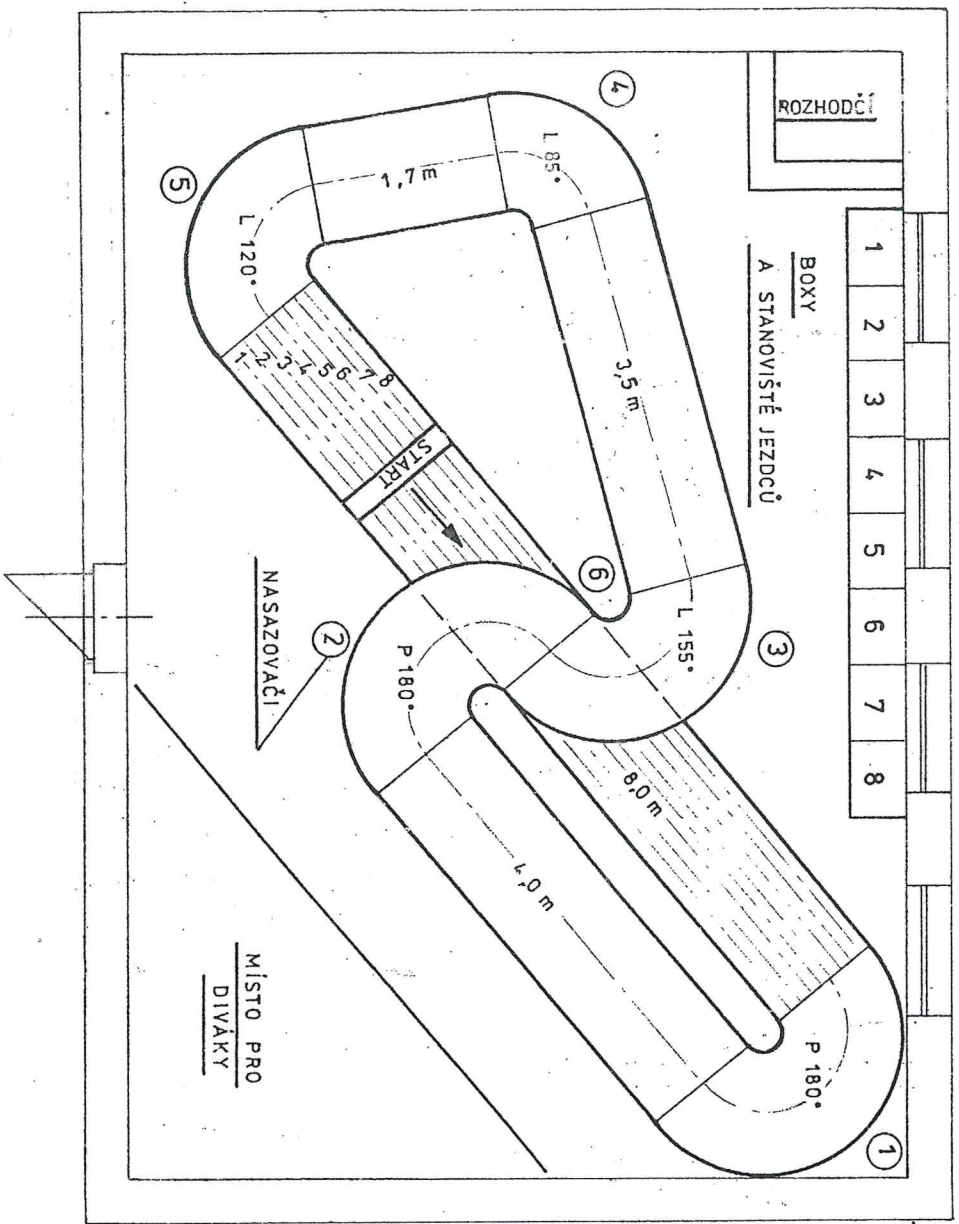 ROZHODČÍ
BOXY
A STANOVIŠTĚ JEZDCŮ
1
2
3
4
5
6
7
8
4
L 85°
1,7 m
3,5 m
5
L 120°
1 2 3 4 5 6 7 8
START
6
L 155°
3
NASAZOVAČI
2
P 180°
8,0 m
4,0 m
P 180°
1
MÍSTO PRO
DIVÁKY